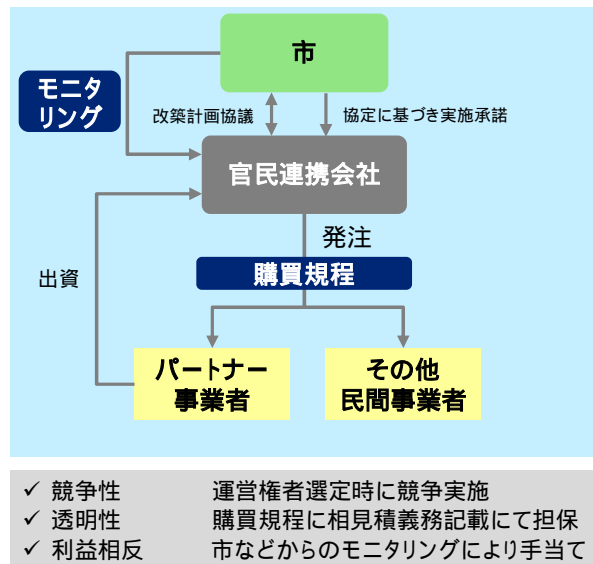 市
モニタ
リング
改築計画協議
協定に基づき実施承諾
官民連携会社
発注
購買規程
出資
パートナー
事業者
その他
民間事業者
✓ 競争性 運営権者選定時に競争実施
✓ 透明性 購買規程に相見積義務記載にて担保
✓ 利益相反 市などからのモニタリングにより手当て